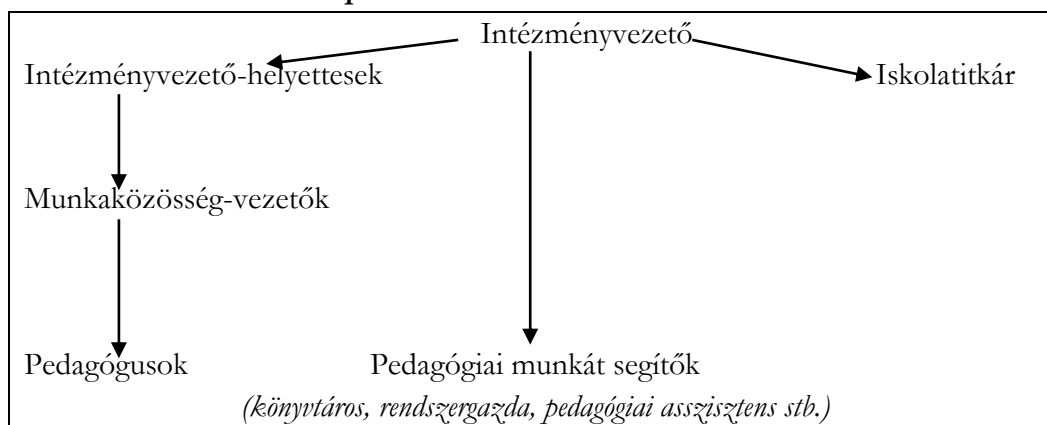 Intézményvezető
Intézményvezető-helyettesek Iskolatitkár
Munkaközösség-vezetők
Pedagógusok Pedagógiai munkát segítők
(könyvtáros, rendszergazda, pedagógiai asszisztens stb.)